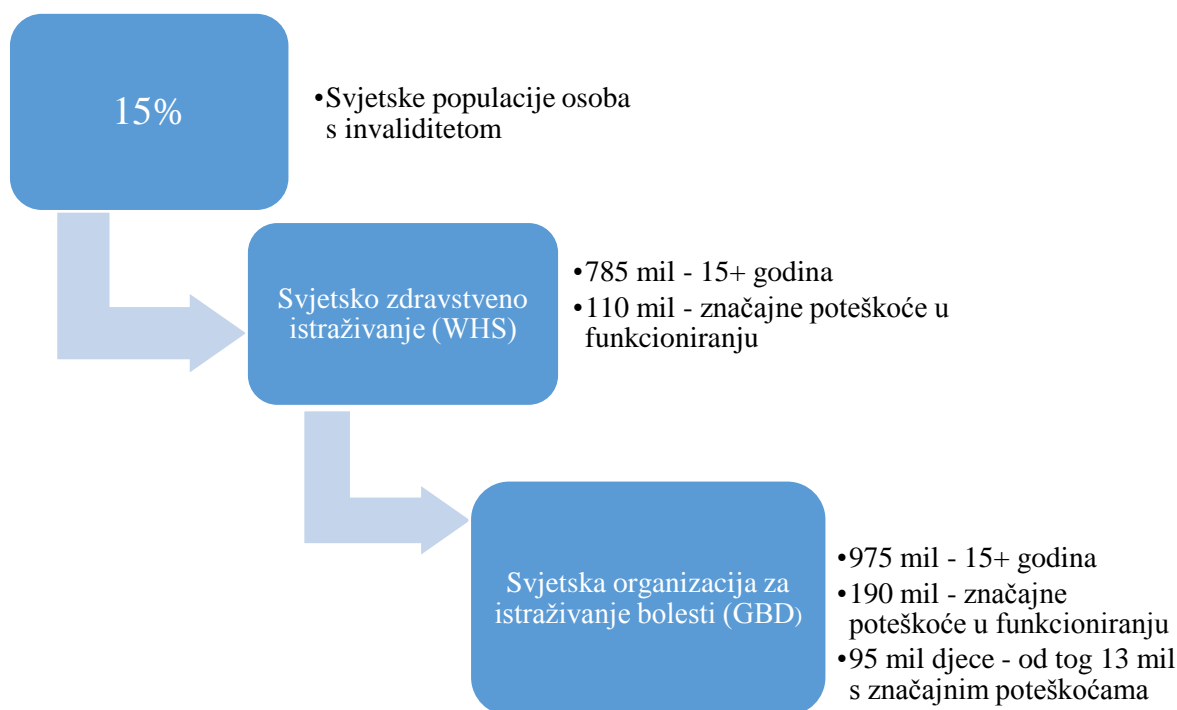 15%
•Svjetske populacije osoba
s invaliditetom
Svjetsko zdravstveno
istraživanje (WHS)
•785 mil - 15+ godina
•110 mil - značajne poteškoće u
funkcioniranju
Svjetska organizacija za
istraživanje bolesti (GBD)
•975 mil - 15+ godina
•190 mil - značajne
poteškoće u funkcioniranju
•95 mil djece - od tog 13 mil
s značajnim poteškoćama